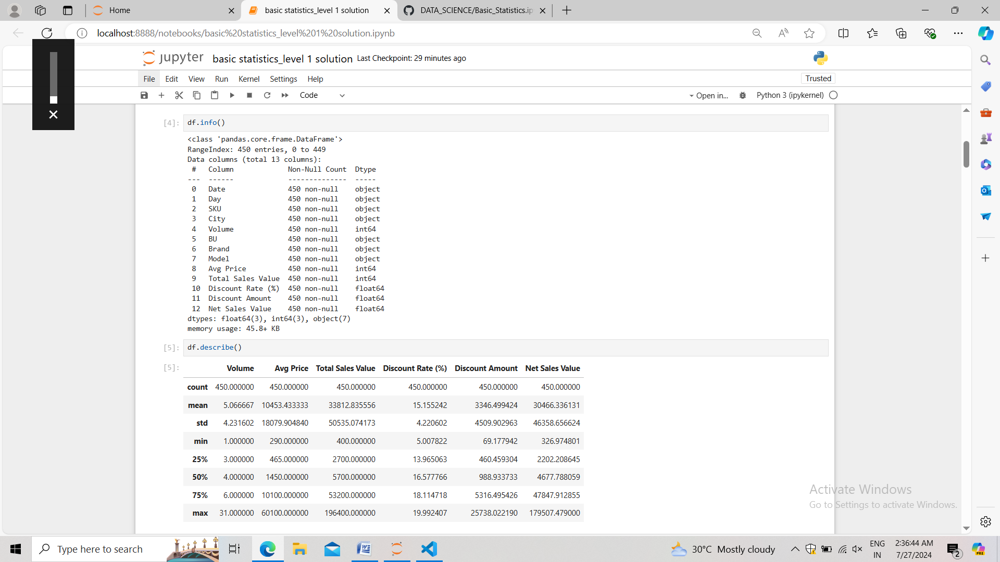 Home
basic statistics_level 1 solution
DATA_SCIENCE/Basic_Statistics.ip
localhost:8888/notebooks/basic%20statistics_level%201%20solution.ipynb
jupyter basic statistics_level 1 solution Last Checkpoint: 29 minutes ago
File Edit View Run Kernel Settings Help Trusted
Code Open in... Python 3 (ipykernel)
[4]: df.info()
<class 'pandas.core.frame.DataFrame'>
RangeIndex: 450 entries, 0 to 449
Data columns (total 13 columns):
# Column Non-Null Count Dtype
--- ------ -------------- -----
0 Date 450 non-null object
1 Day 450 non-null object
2 SKU 450 non-null object
3 City 450 non-null object
4 Volume 450 non-null int64
5 BU 450 non-null object
6 Brand 450 non-null object
7 Model 450 non-null object
8 Avg Price 450 non-null int64
9 Total Sales Value 450 non-null int64
10 Discount Rate (%) 450 non-null float64
11 Discount Amount 450 non-null float64
12 Net Sales Value 450 non-null float64
dtypes: float64(3), int64(3), object(7)
memory usage: 45.8+ KB
[5]: df.describe()
[5]: Volume Avg Price Total Sales Value Discount Rate (%) Discount Amount Net Sales Value
count 450.000000 450.000000 450.000000 450.000000 450.000000 450.000000
mean 5.066667 10453.433333 33812.835556 15.155242 3346.499424 30466.336131
std 4.231602 18079.904840 50535.074173 4.220602 4509.902963 46358.656624
min 1.000000 290.000000 400.000000 5.007822 69.177942 326.974801
25% 3.000000 465.000000 2700.000000 13.965063 460.459304 2202.208645
50% 4.000000 1450.000000 5700.000000 16.577766 988.933733 4677.788059
75% 6.000000 10100.000000 53200.000000 18.114718 5316.495426 47847.912855
max 31.000000 60100.000000 196400.000000 19.992407 25738.022190 179507.479000
Activate Windows
Go to Settings to activate Windows.
Type here to search
30°C Mostly cloudy
ENG
IN
2:36:44 AM
7/27/2024
2
PRE